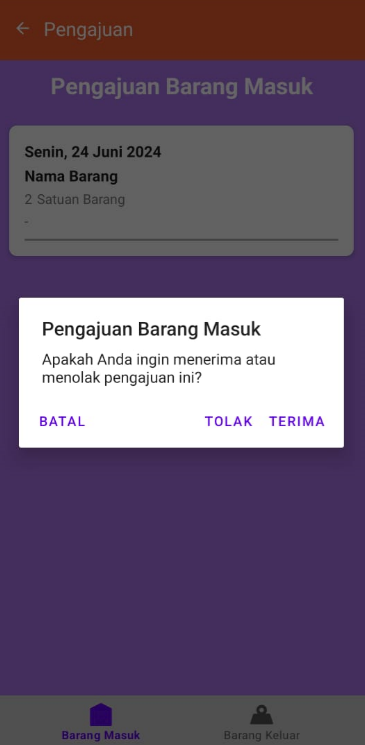 Pengajuan
Pengajuan Barang Masuk
Senin, 24 Juni 2024
Nama Barang
2 Satuan Barang
-
Pengajuan Barang Masuk
Apakah Anda ingin menerima atau
menolak pengajuan ini?
BATAL TOLAK TERIMA
Barang Masuk Barang Keluar